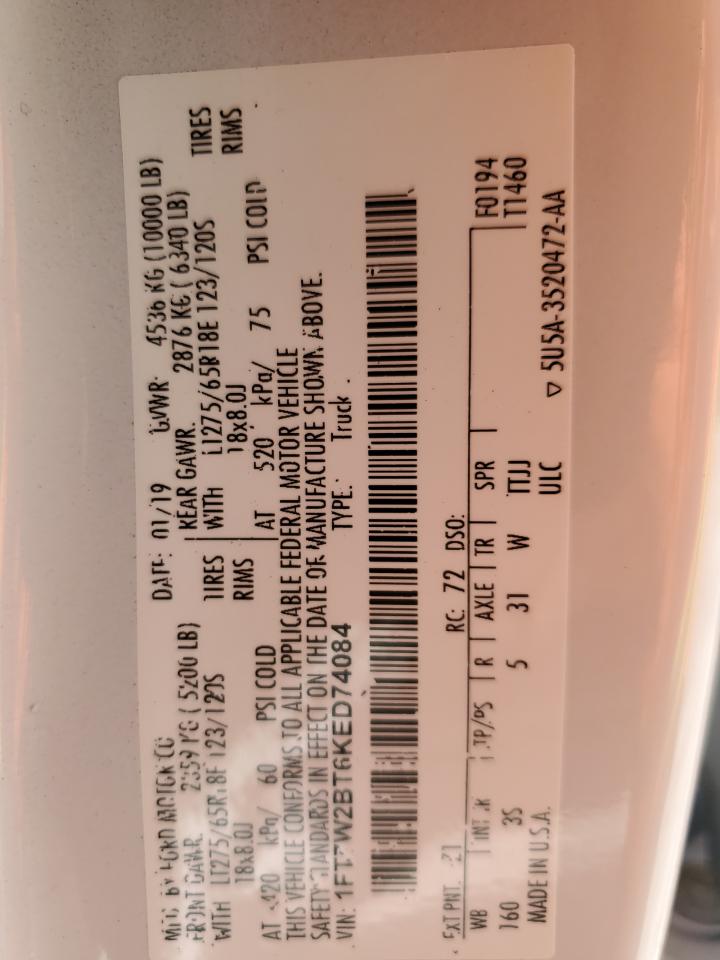 MFD. BY FORD MOTOR CO. DATE: 01/19 GVWR: 4536 KG (10000 LB)
FRONT GAWR: 2359 KG ( 5200 LB) REAR GAWR: 2876 KG ( 6340 LB)
WITH LT275/65R18E 123/120S TIRES WITH LT275/65R18E 123/120S TIRES
18x8.0J RIMS 18x8.0J RIMS
AT 420 kPa/ 60 PSI COLD AT 520 kPa/ 75 PSI COLD
THIS VEHICLE CONFORMS TO ALL APPLICABLE FEDERAL MOTOR VEHICLE
SAFETY STANDARDS IN EFFECT ON THE DATE OF MANUFACTURE SHOWN ABOVE.
VIN: 1FT7W2BT6KED74084 TYPE: Truck
EXT PNT: RC: 72 DSO:
WB INT TR TP/PS R AXLE TR SPR F0194
160 3S 5 31 W TTJJ T1460
MADE IN U.S.A. ULC ▽ 5U5A-3520472-AA